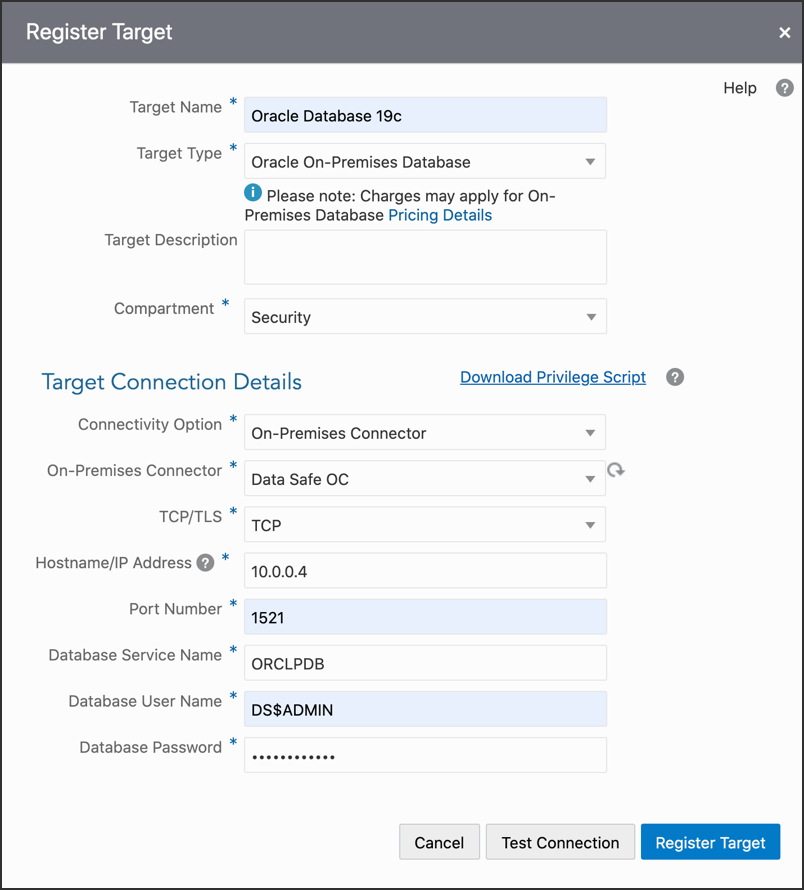 Register Target ×
Help ?
Target Name * Oracle Database 19c
Target Type * Oracle On-Premises Database
i Please note: Charges may apply for On-
Premises Database Pricing Details
Target Description
Compartment * Security
Target Connection Details Download Privilege Script ?
Connectivity Option * On-Premises Connector
On-Premises Connector * Data Safe OC
TCP/TLS * TCP
Hostname/IP Address ? * 10.0.0.4
Port Number * 1521
Database Service Name * ORCLPDB
Database User Name * DS$ADMIN
Database Password * ••••••••••••
Cancel Test Connection Register Target